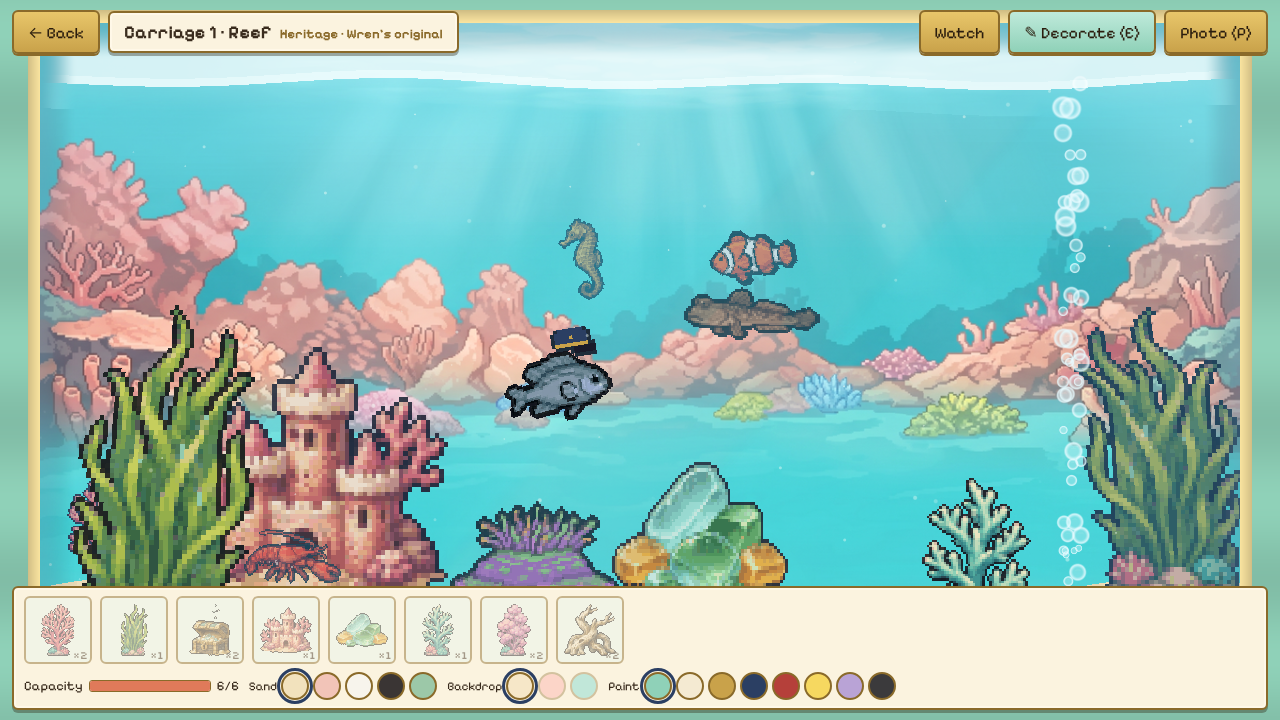 ← Back
Carriage 1 · Reef Heritage · Wren's original
Watch
✎ Decorate (E)
Photo (P)
×2
×1
×2
×1
×1
×1
×2
×2
Capacity 6/6 Sand Backdrop Paint